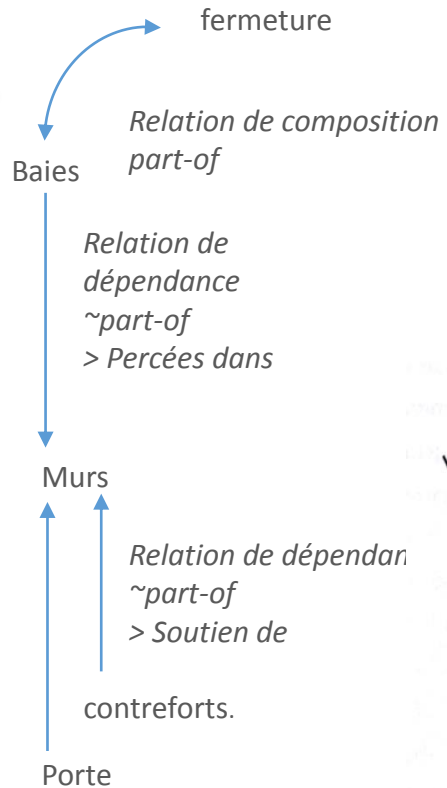 fermeture
Relation de composition
part-of
Baies
Relation de
dépendance
~part-of
> Percées dans
Murs
Relation de dépendan
~part-of
> Soutien de
contreforts.
Porte